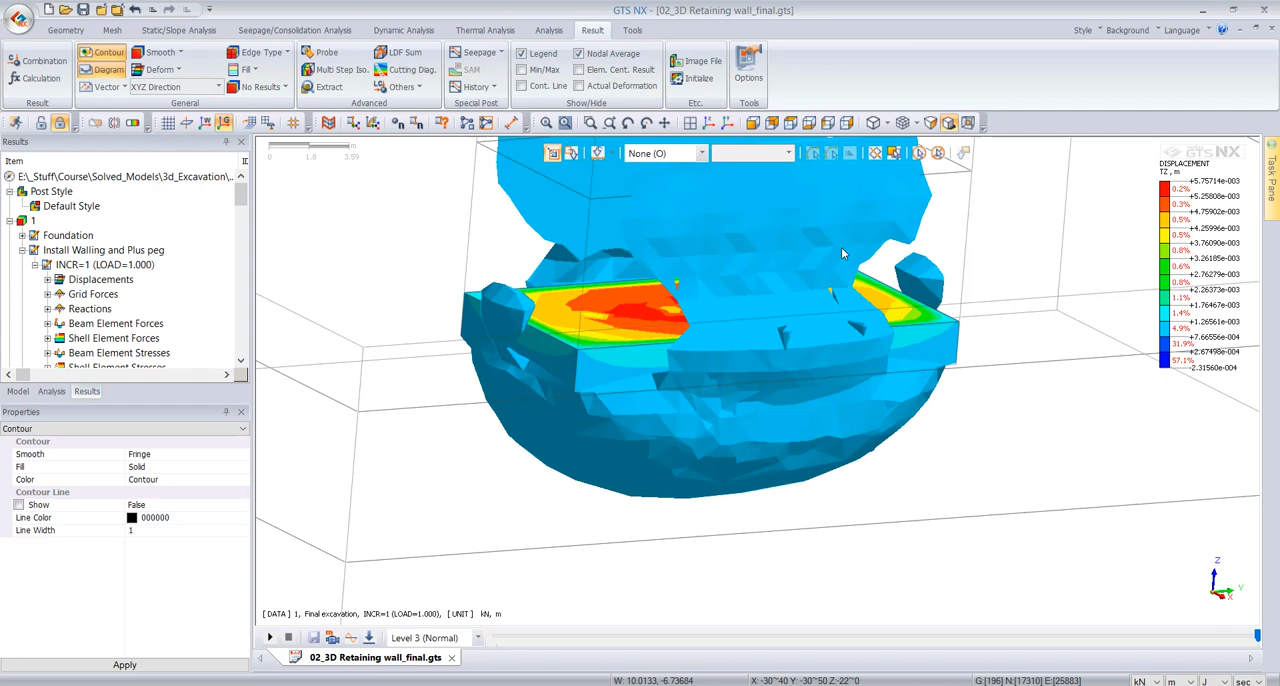 GTS NX - [02_3D Retaining wall_final.gts]
Geometry Mesh Static/Slope Analysis Seepage/Consolidation Analysis Dynamic Analysis Thermal Analysis Analysis Result Tools Style Background Language
Combination Contour Smooth Edge Type Probe LDF Sum Seepage Legend Nodal Average Image File
Calculation Diagram Deform Fill Multi Step Iso. Cutting Diag. SAM Min/Max Elem. Cent. Result Initialize Options
Vector XYZ Direction No Results Extract Others History Cont. Line Actual Deformation
Result General Advanced Special Post Show/Hide Etc. Tools
Results
Item
E:\_Stuff\Course\Solved_Models\3d_Excavation\..
Post Style
Default Style
1
Foundation
Install Walling and Plus peg
INCR=1 (LOAD=1.000)
Displacements
Grid Forces
Reactions
Beam Element Forces
Shell Element Forces
Beam Element Stresses
Shell Element Stresses
Model Analysis Results
Properties
Contour
Contour
Smooth Fringe
Fill Solid
Color Contour
Contour Line
Show False
Line Color 000000
Line Width 1
Apply
0 1.8 3.59
m
None (O)
GTS NX
DISPLACEMENT
TZ , m
+5.75714e-003
0.2%
+5.25808e-003
0.3%
+4.75902e-003
0.5%
+4.25996e-003
0.5%
+3.76090e-003
0.8%
+3.26185e-003
0.6%
+2.76279e-003
0.8%
+2.26373e-003
1.1%
+1.76467e-003
1.4%
+1.26561e-003
4.9%
+7.66556e-004
31.9%
+2.67498e-004
57.1%
-2.31560e-004
Task Pane
Z
Y
X
[ DATA ] 1, Final excavation, INCR=1 (LOAD=1.000), [ UNIT ] kN, m
Level 3 (Normal)
02_3D Retaining wall_final.gts
W: 10.0133, -6.73684 X: -30~40 Y: -30~50 Z:-22~0 G:[196] N:[17310] E:[25883] kN m J sec